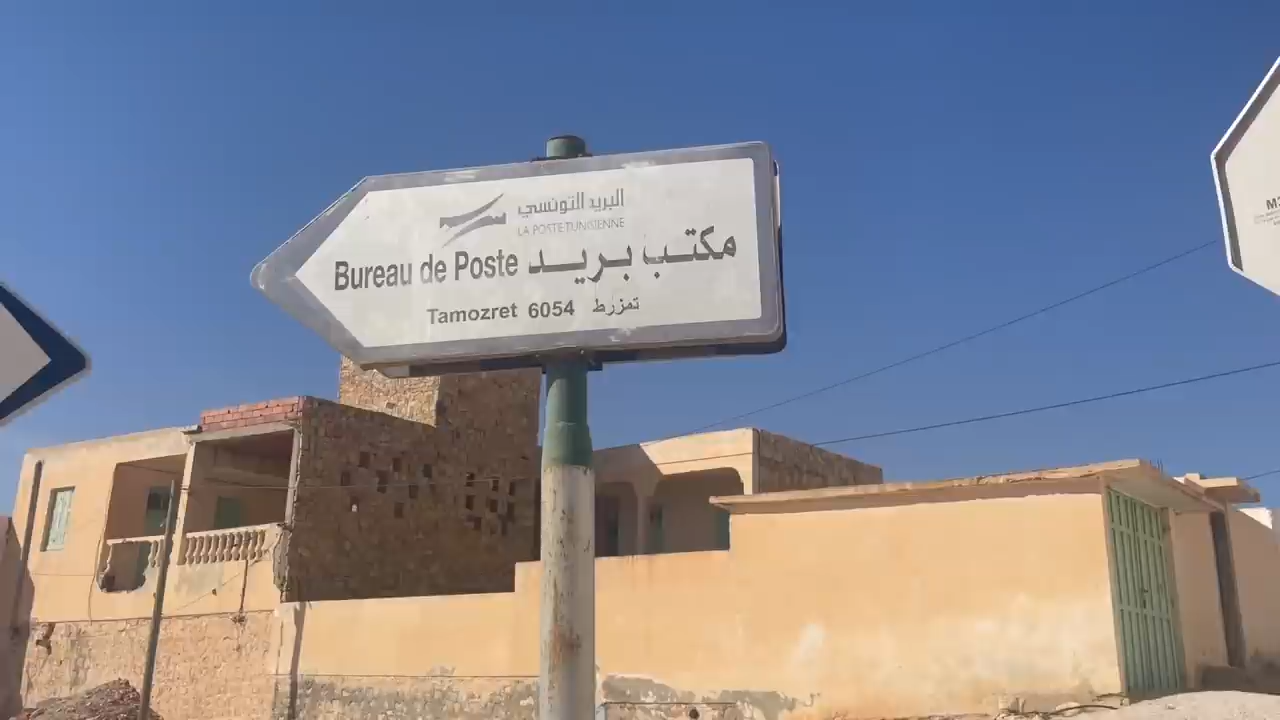 البريد التونسي
LA POSTE TUNISIENNE
Bureau de Poste مكتب بريد
Tamozret 6054 تمزرط